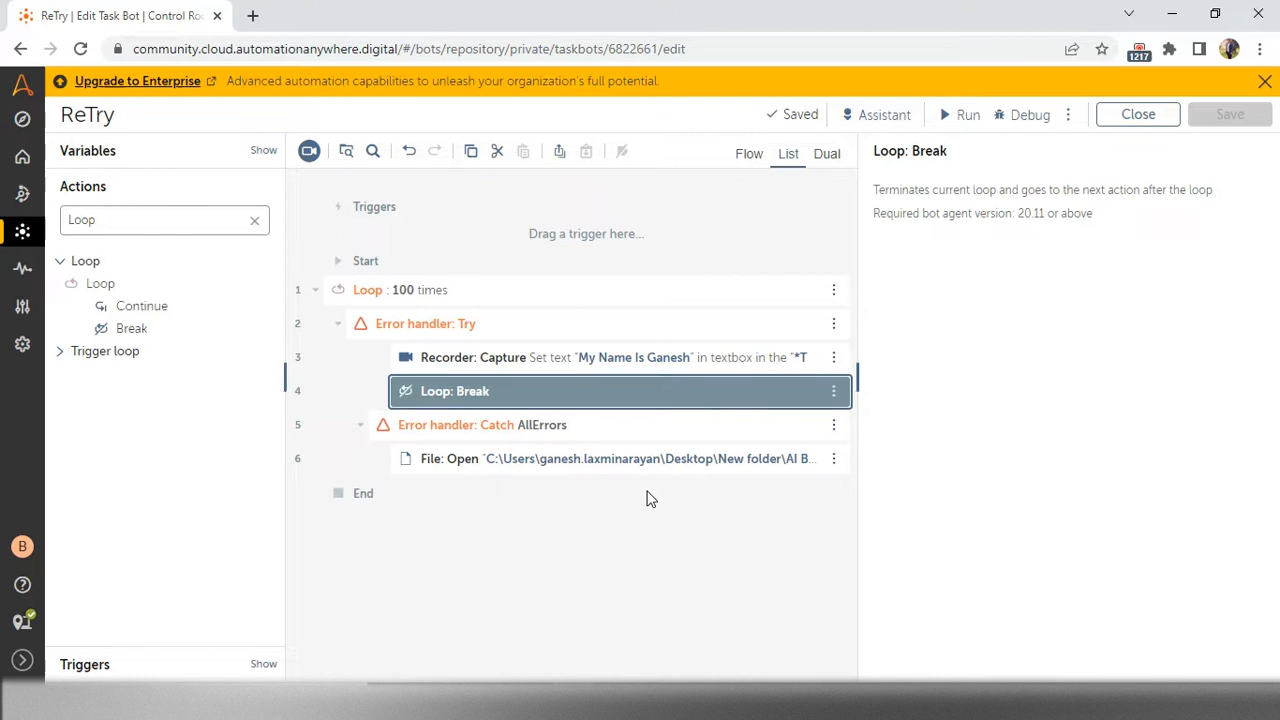 ReTry | Edit Task Bot | Control Roo
community.cloud.automationanywhere.digital/#/bots/repository/private/taskbots/6822661/edit
1217
Upgrade to Enterprise Advanced automation capabilities to unleash your organization's full potential.
ReTry
Saved
Assistant
Run
Debug
Close
Save
Variables
Show
Flow
List
Dual
Loop: Break
Actions
Terminates current loop and goes to the next action after the loop
Required bot agent version: 20.11 or above
Loop
Loop
Loop
Continue
Break
Trigger loop
Triggers
Drag a trigger here...
Start
1 Loop : 100 times
2 Error handler: Try
3 Recorder: Capture Set text "My Name Is Ganesh" in textbox in the "*T
4 Loop: Break
5 Error handler: Catch AllErrors
6 File: Open "C:\Users\ganesh.laxminarayan\Desktop\New folder\AI B...
End
B
Triggers
Show